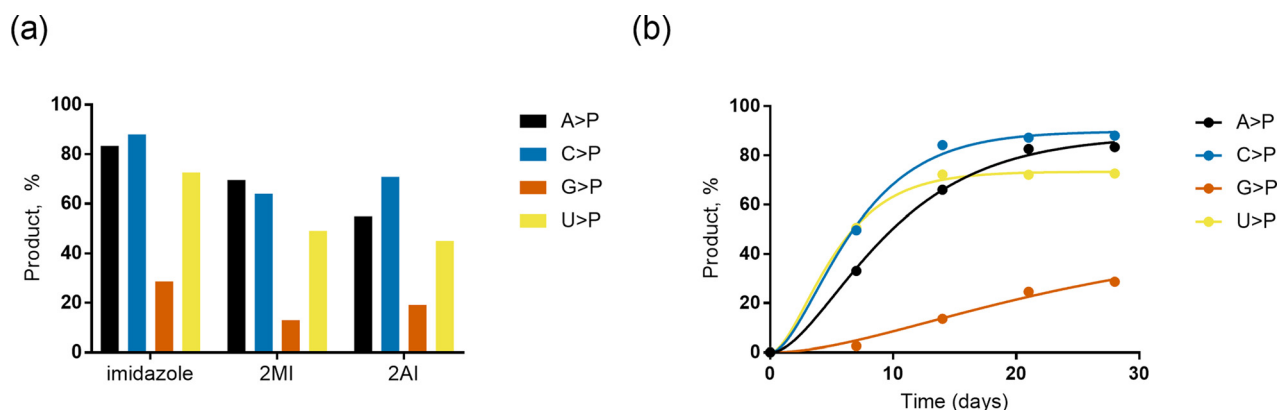 (a)
Product, %
100
80
60
40
20
0
imidazole 2MI 2AI
A>P
C>P
G>P
U>P
(b)
Product, %
100
80
60
40
20
0
0 10 20 30
Time (days)
A>P
C>P
G>P
U>P